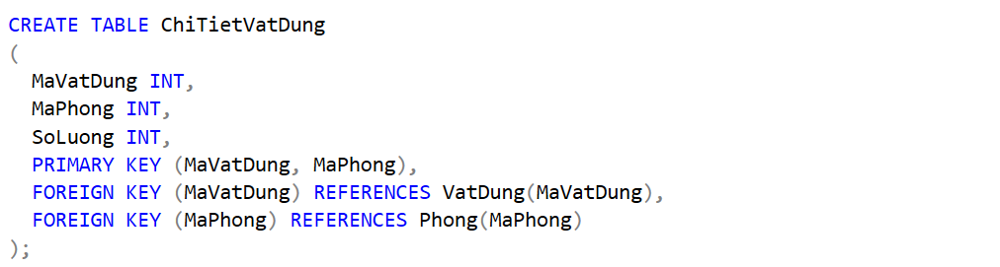 CREATE TABLE ChiTietVatDung
(
  MaVatDung INT,
  MaPhong INT,
  SoLuong INT,
  PRIMARY KEY (MaVatDung, MaPhong),
  FOREIGN KEY (MaVatDung) REFERENCES VatDung(MaVatDung),
  FOREIGN KEY (MaPhong) REFERENCES Phong(MaPhong)
);